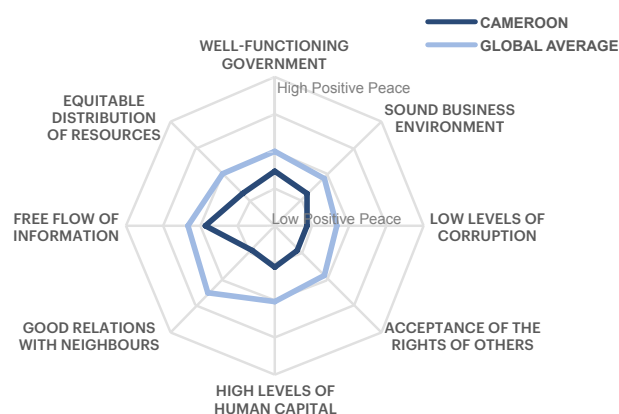 CAMEROON
GLOBAL AVERAGE
WELL-FUNCTIONING
GOVERNMENT
High Positive Peace
EQUITABLE
DISTRIBUTION
OF RESOURCES
SOUND BUSINESS
ENVIRONMENT
FREE FLOW OF
INFORMATION
Low Positive Peace
LOW LEVELS OF
CORRUPTION
GOOD RELATIONS
WITH NEIGHBOURS
ACCEPTANCE OF THE
RIGHTS OF OTHERS
HIGH LEVELS OF
HUMAN CAPITAL